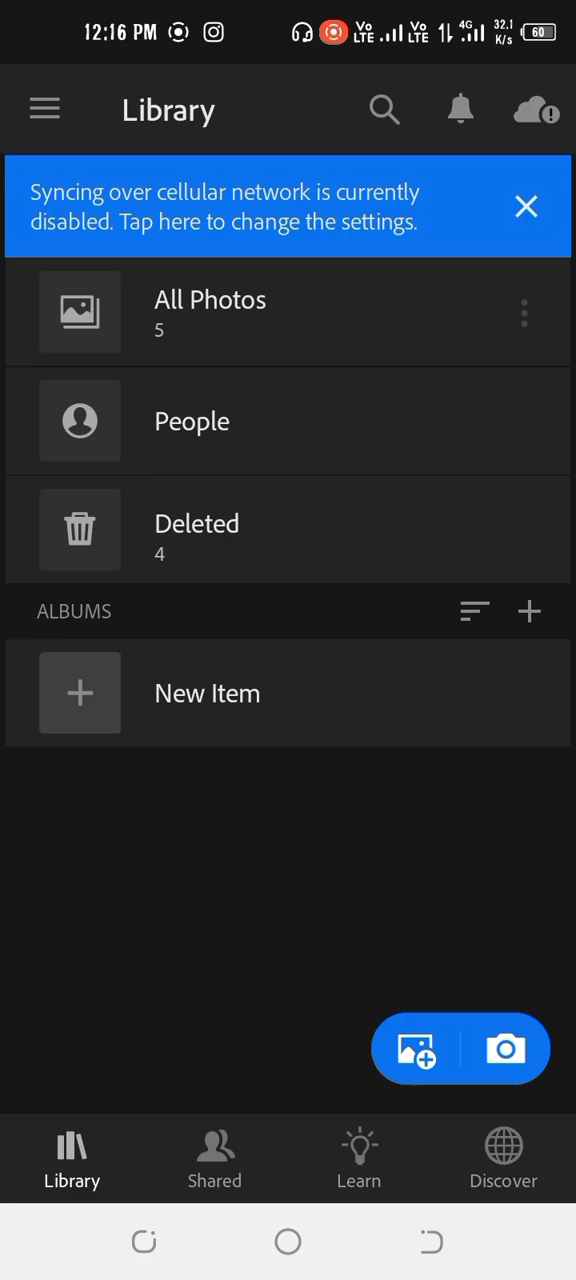 12:16 PM
Vo LTE Vo LTE 4G 32.1 K/s 60
Library
Syncing over cellular network is currently
disabled. Tap here to change the settings.
All Photos
5
People
Deleted
4
ALBUMS
New Item
Library Shared Learn Discover